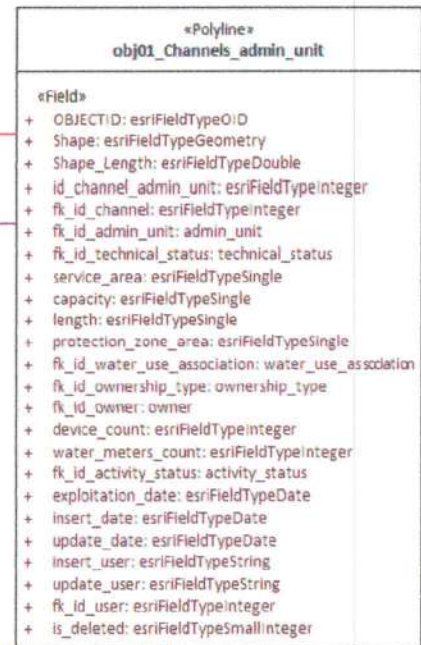 «Polyline»
obj01_Channels_admin_unit
«Field»
+ OBJECTID: esriFieldTypeOID
+ Shape: esriFieldTypeGeometry
+ Shape_Length: esriFieldTypeDouble
+ id_channel_admin_unit: esriFieldTypeInteger
+ fk_id_channel: esriFieldTypeInteger
+ fk_id_admin_unit: admin_unit
+ fk_id_technical_status: technical_status
+ service_area: esriFieldTypeSingle
+ capacity: esriFieldTypeSingle
+ length: esriFieldTypeSingle
+ protection_zone_area: esriFieldTypeSingle
+ fk_id_water_use_association: water_use_association
+ fk_id_ownership_type: ownership_type
+ fk_id_owner: owner
+ device_count: esriFieldTypeInteger
+ water_meters_count: esriFieldTypeInteger
+ fk_id_activity_status: activity_status
+ exploitation_date: esriFieldTypeDate
+ insert_date: esriFieldTypeDate
+ update_date: esriFieldTypeDate
+ insert_user: esriFieldTypeString
+ update_user: esriFieldTypeString
+ fk_id_user: esriFieldTypeInteger
+ is_deleted: esriFieldTypeSmallInteger